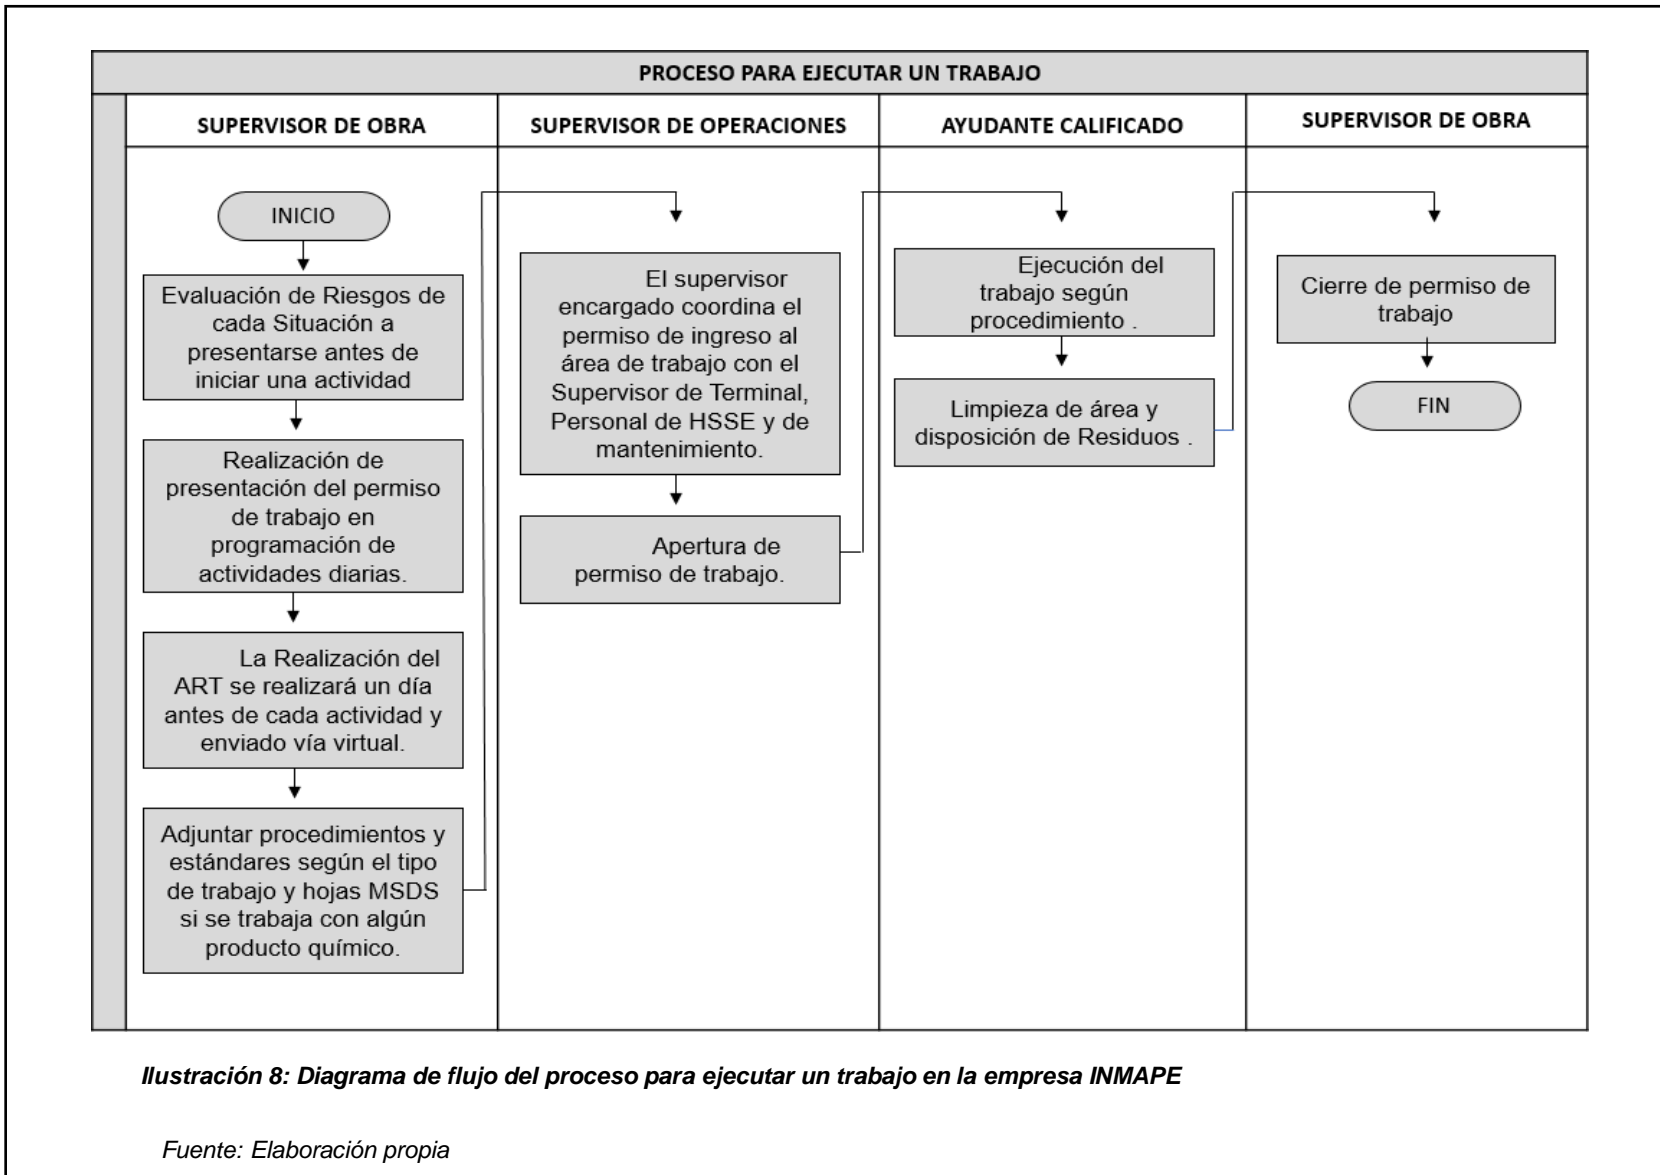 PROCESO PARA EJECUTAR UN TRABAJO
SUPERVISOR DE OBRA
INICIO
Evaluación de Riesgos de
cada Situación a
presentarse antes de
iniciar una actividad
Realización de
presentación del permiso
de trabajo en
programación de
actividades diarias.
La Realización del
ART se realizará un día
antes de cada actividad y
enviado vía virtual.
Adjuntar procedimientos y
estándares según el tipo
de trabajo y hojas MSDS
si se trabaja con algún
producto químico.
SUPERVISOR DE OPERACIONES
El supervisor
encargado coordina el
permiso de ingreso al
área de trabajo con el
Supervisor de Terminal,
Personal de HSSE y de
mantenimiento.
Apertura de
permiso de trabajo.
AYUDANTE CALIFICADO
Ejecución del
trabajo según
procedimiento .
Limpieza de área y
disposición de Residuos .
SUPERVISOR DE OBRA
Cierre de permiso de
trabajo
FIN
Ilustración 8: Diagrama de flujo del proceso para ejecutar un trabajo en la empresa INMAPE
Fuente: Elaboración propia